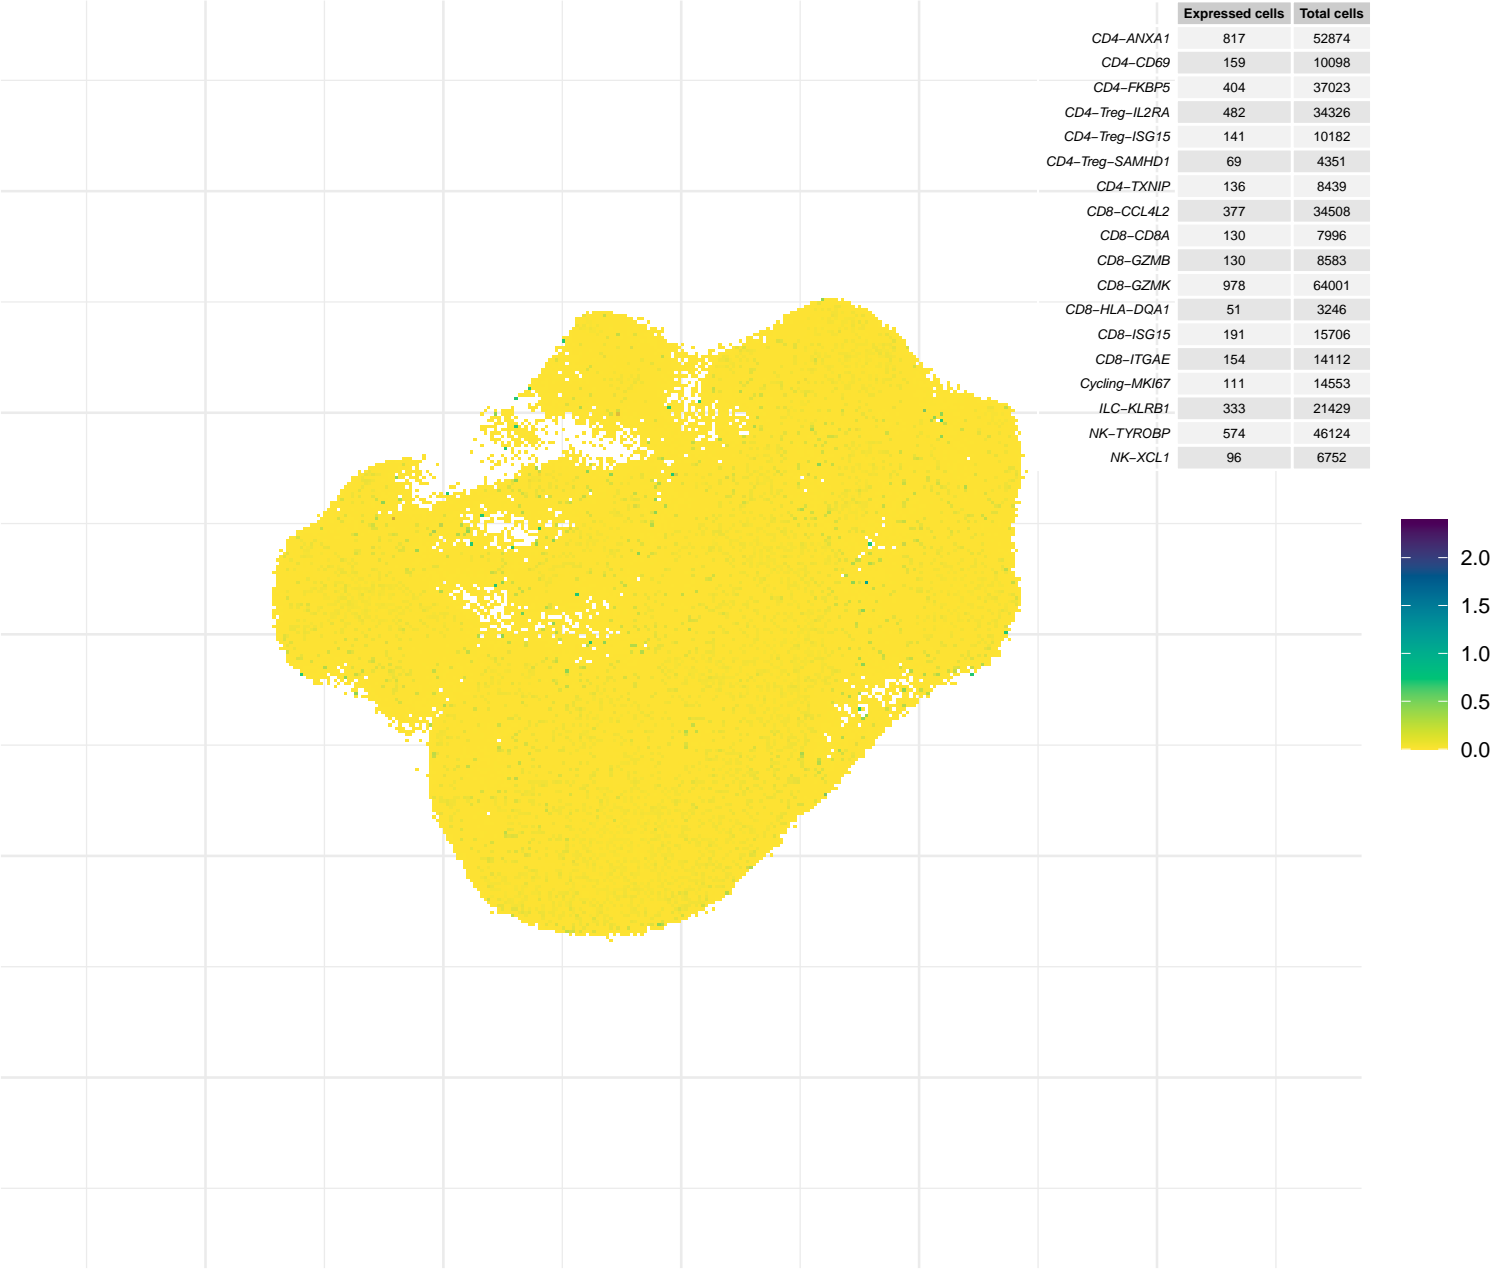 Expressed cells Total cells
CD4−ANXA1 817 52874
CD4−CD69 159 10098
CD4−FKBP5 404 37023
CD4−Treg−IL2RA 482 34326
CD4−Treg−ISG15 141 10182
CD4−Treg−SAMHD1 69 4351
CD4−TXNIP 136 8439
CD8−CCL4L2 377 34508
CD8−CD8A 130 7996
CD8−GZMB 130 8583
CD8−GZMK 978 64001
CD8−HLA−DQA1 51 3246
CD8−ISG15 191 15706
CD8−ITGAE 154 14112
Cycling−MKI67 111 14553
ILC−KLRB1 333 21429
NK−TYROBP 574 46124
NK−XCL1 96 6752
2.0
1.5
1.0
0.5
0.0